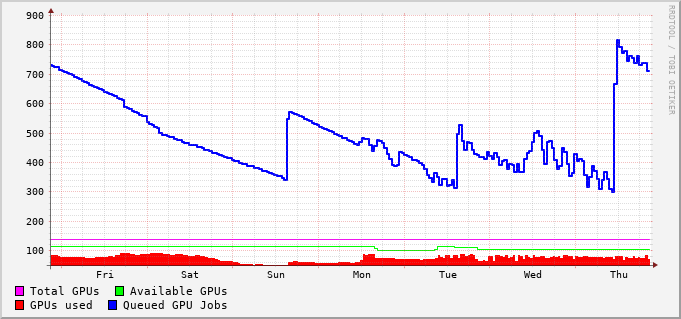 900
800
700
600
500
400
300
200
100
Fri Sat Sun Mon Tue Wed Thu
Total GPUs Available GPUs
GPUs used Queued GPU Jobs
RRDTOOL / TOBI OETIKER